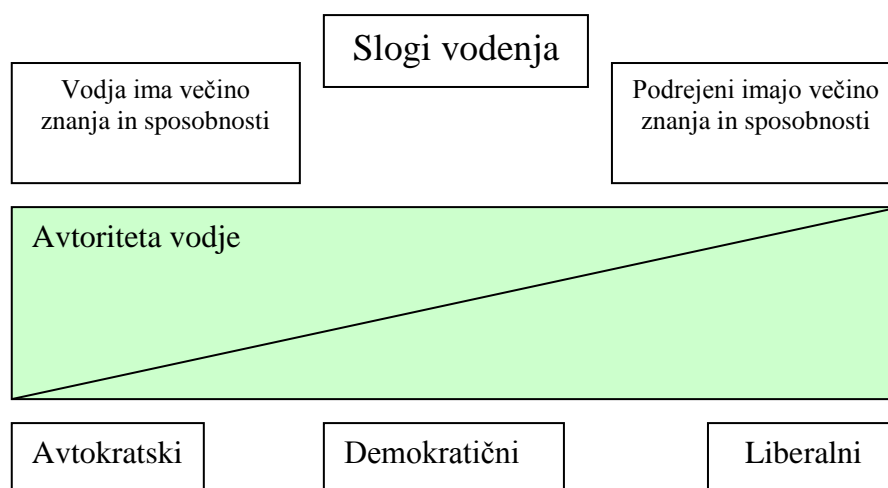 Slogi vodenja
Vodja ima večino
znanja in sposobnosti
Podrejeni imajo večino
znanja in sposobnosti
Avtoriteta vodje
Avtokratski
Demokratični
Liberalni